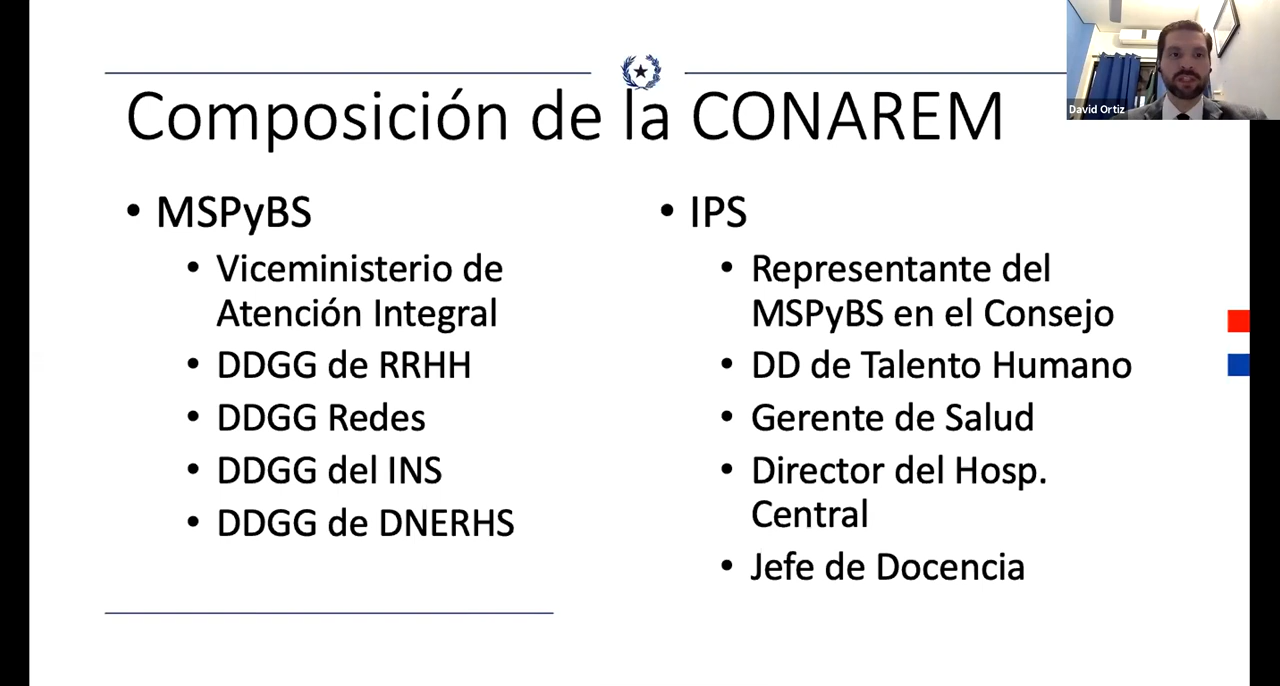 Composición de la CONAREM
David Ortiz
• MSPyBS
• Viceministerio de
Atención Integral
• DDGG de RRHH
• DDGG Redes
• DDGG del INS
• DDGG de DNERHS
• IPS
• Representante del
MSPyBS en el Consejo
• DD de Talento Humano
• Gerente de Salud
• Director del Hosp.
Central
• Jefe de Docencia